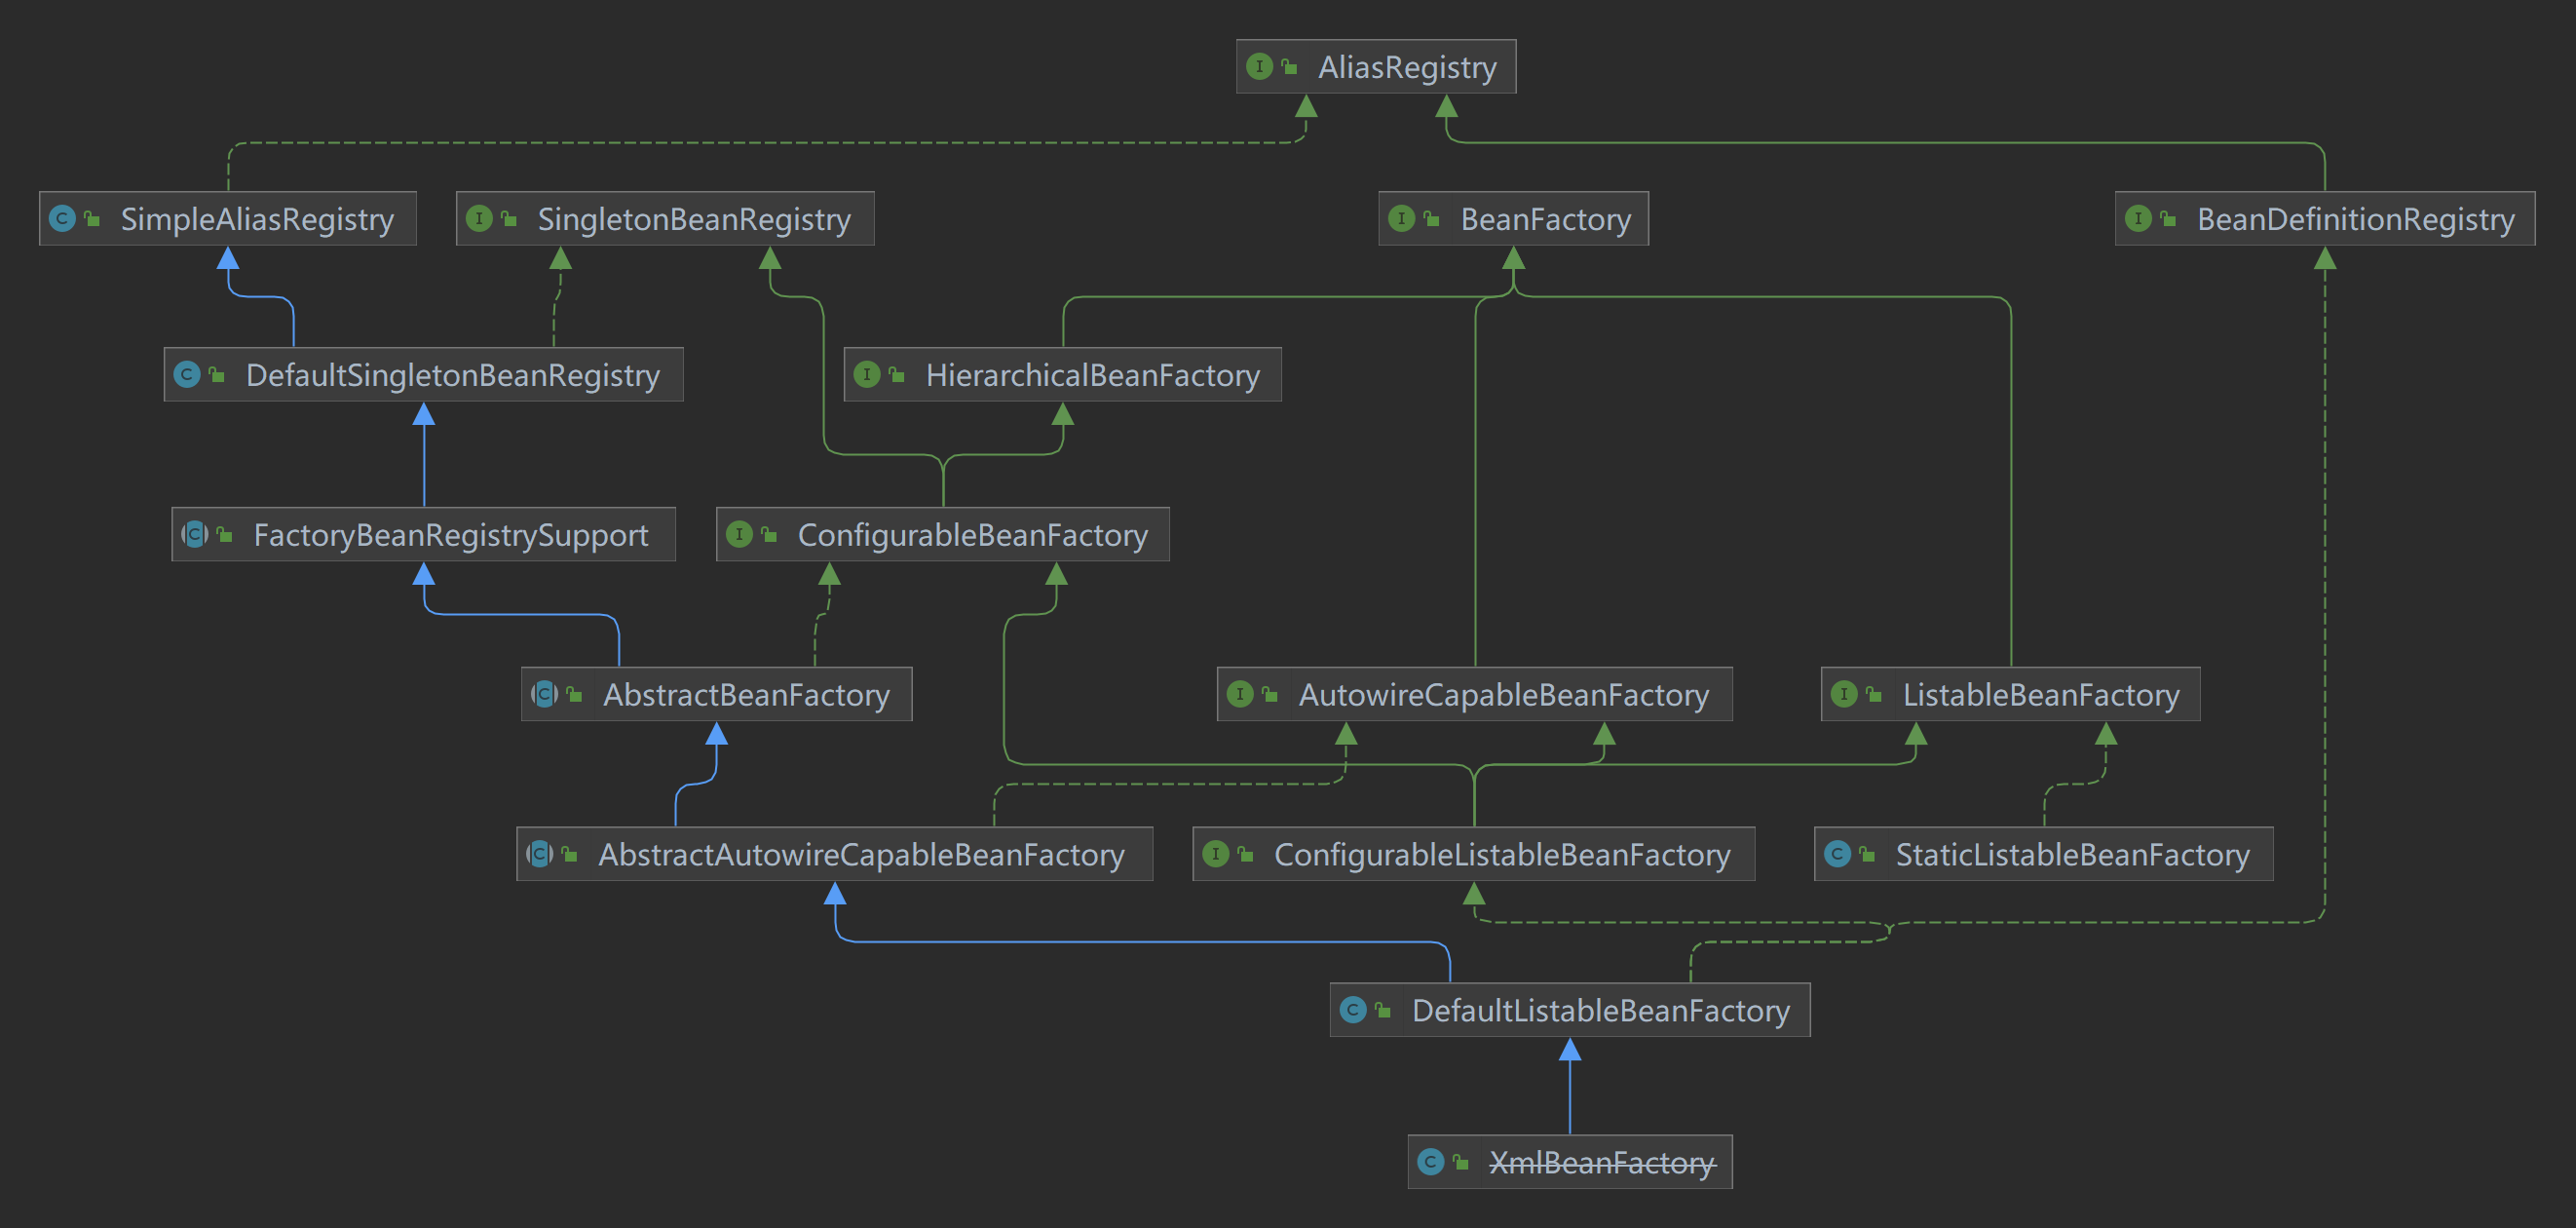 AliasRegistry
SimpleAliasRegistry
SingletonBeanRegistry
BeanFactory
BeanDefinitionRegistry
DefaultSingletonBeanRegistry
HierarchicalBeanFactory
FactoryBeanRegistrySupport
ConfigurableBeanFactory
AbstractBeanFactory
AutowireCapableBeanFactory
ListableBeanFactory
AbstractAutowireCapableBeanFactory
ConfigurableListableBeanFactory
StaticListableBeanFactory
DefaultListableBeanFactory
XmlBeanFactory